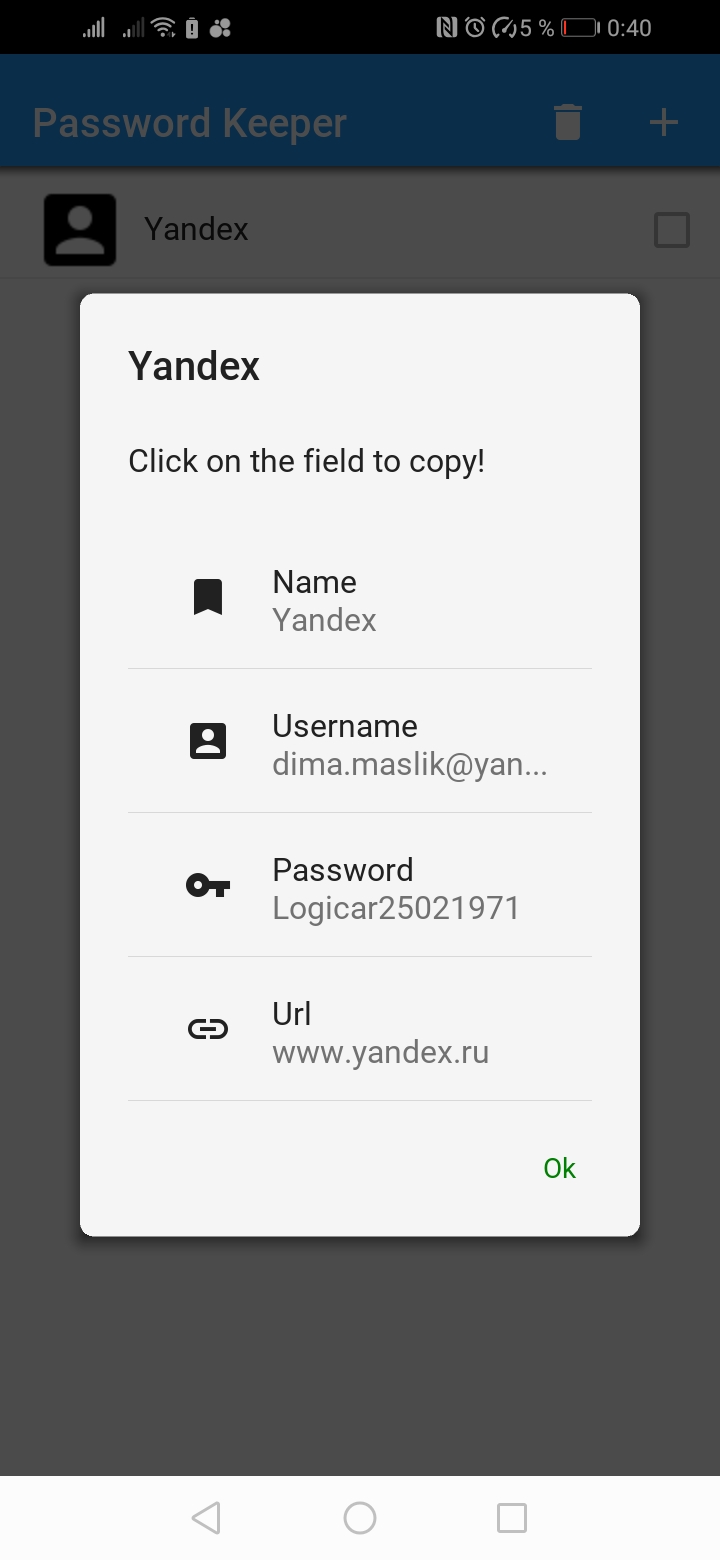 5 % 0:40
Password Keeper
Yandex
Yandex
Click on the field to copy!
Name
Yandex
Username
dima.maslik@yan...
Password
Logicar25021971
Url
www.yandex.ru
Ok